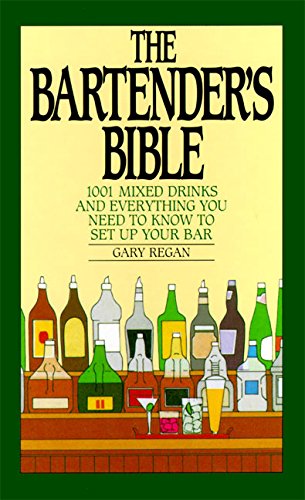 THE
BARTENDER'S
BIBLE
1001 MIXED DRINKS
AND EVERYTHING YOU
NEED TO KNOW TO
SET UP YOUR BAR
GARY REGAN